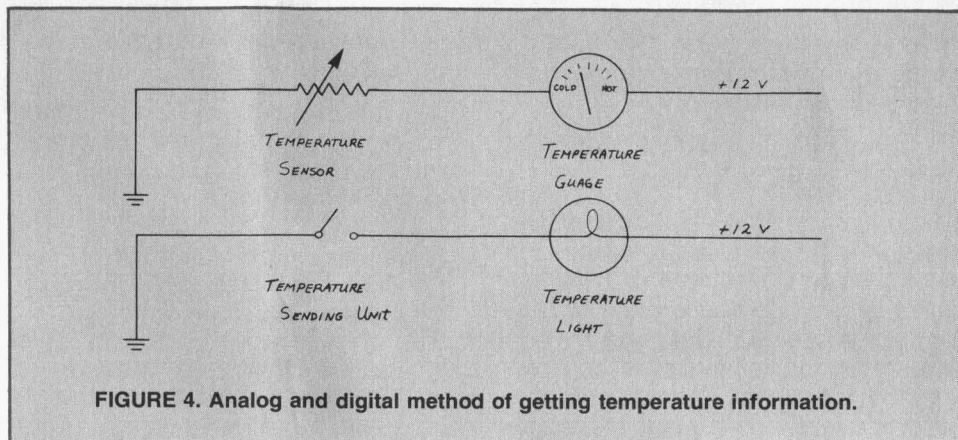 COLD HOT
+12 V
TEMPERATURE
SENSOR
TEMPERATURE
GUAGE
+12 V
TEMPERATURE
SENDING UNIT
TEMPERATURE
LIGHT
FIGURE 4. Analog and digital method of getting temperature information.